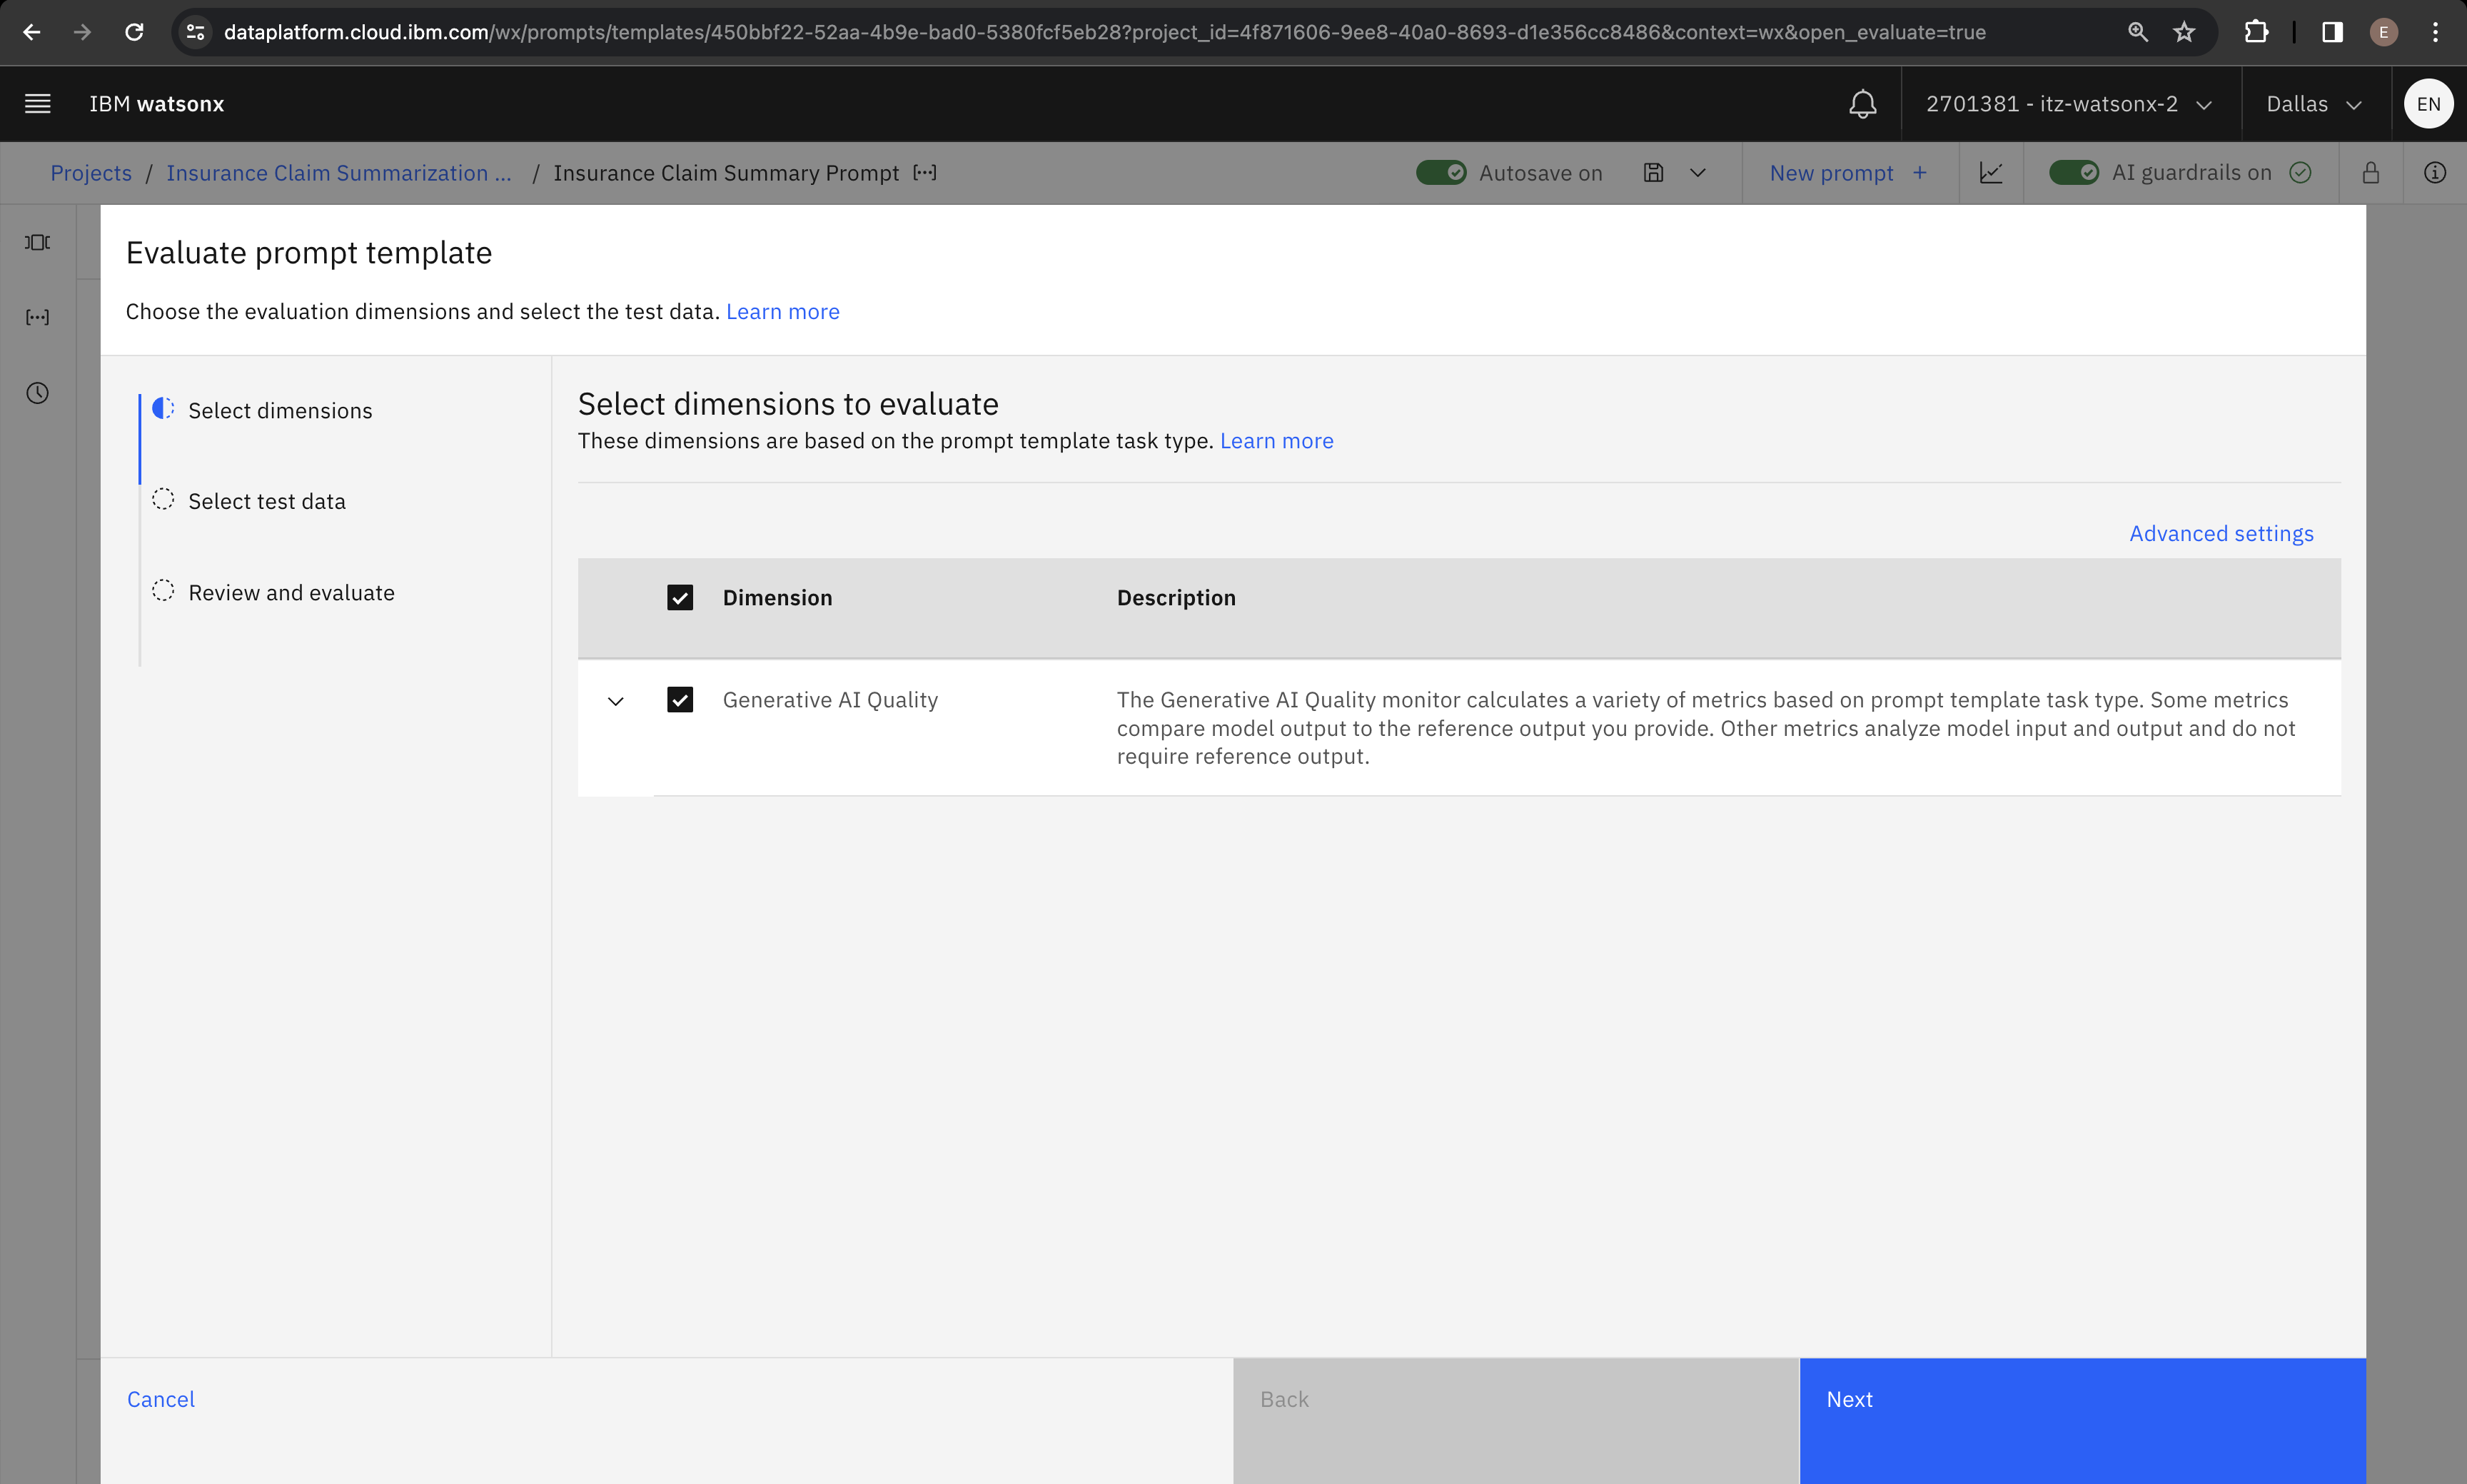 dataplatform.cloud.ibm.com/wx/prompts/templates/450bbf22-52aa-4b9e-bad0-5380fcf5eb28?project_id=4f871606-9ee8-40a0-8693-d1e356cc8486&context=wx&open_evaluate=true
E
IBM watsonx
2701381 - itz-watsonx-2
Dallas
EN
Projects / Insurance Claim Summarization ... / Insurance Claim Summary Prompt
Autosave on
New prompt +
AI guardrails on
Evaluate prompt template
Choose the evaluation dimensions and select the test data. Learn more
Select dimensions
Select test data
Review and evaluate
Select dimensions to evaluate
These dimensions are based on the prompt template task type. Learn more
Advanced settings
Dimension
Description
Generative AI Quality
The Generative AI Quality monitor calculates a variety of metrics based on prompt template task type. Some metrics
compare model output to the reference output you provide. Other metrics analyze model input and output and do not
require reference output.
Cancel
Back
Next